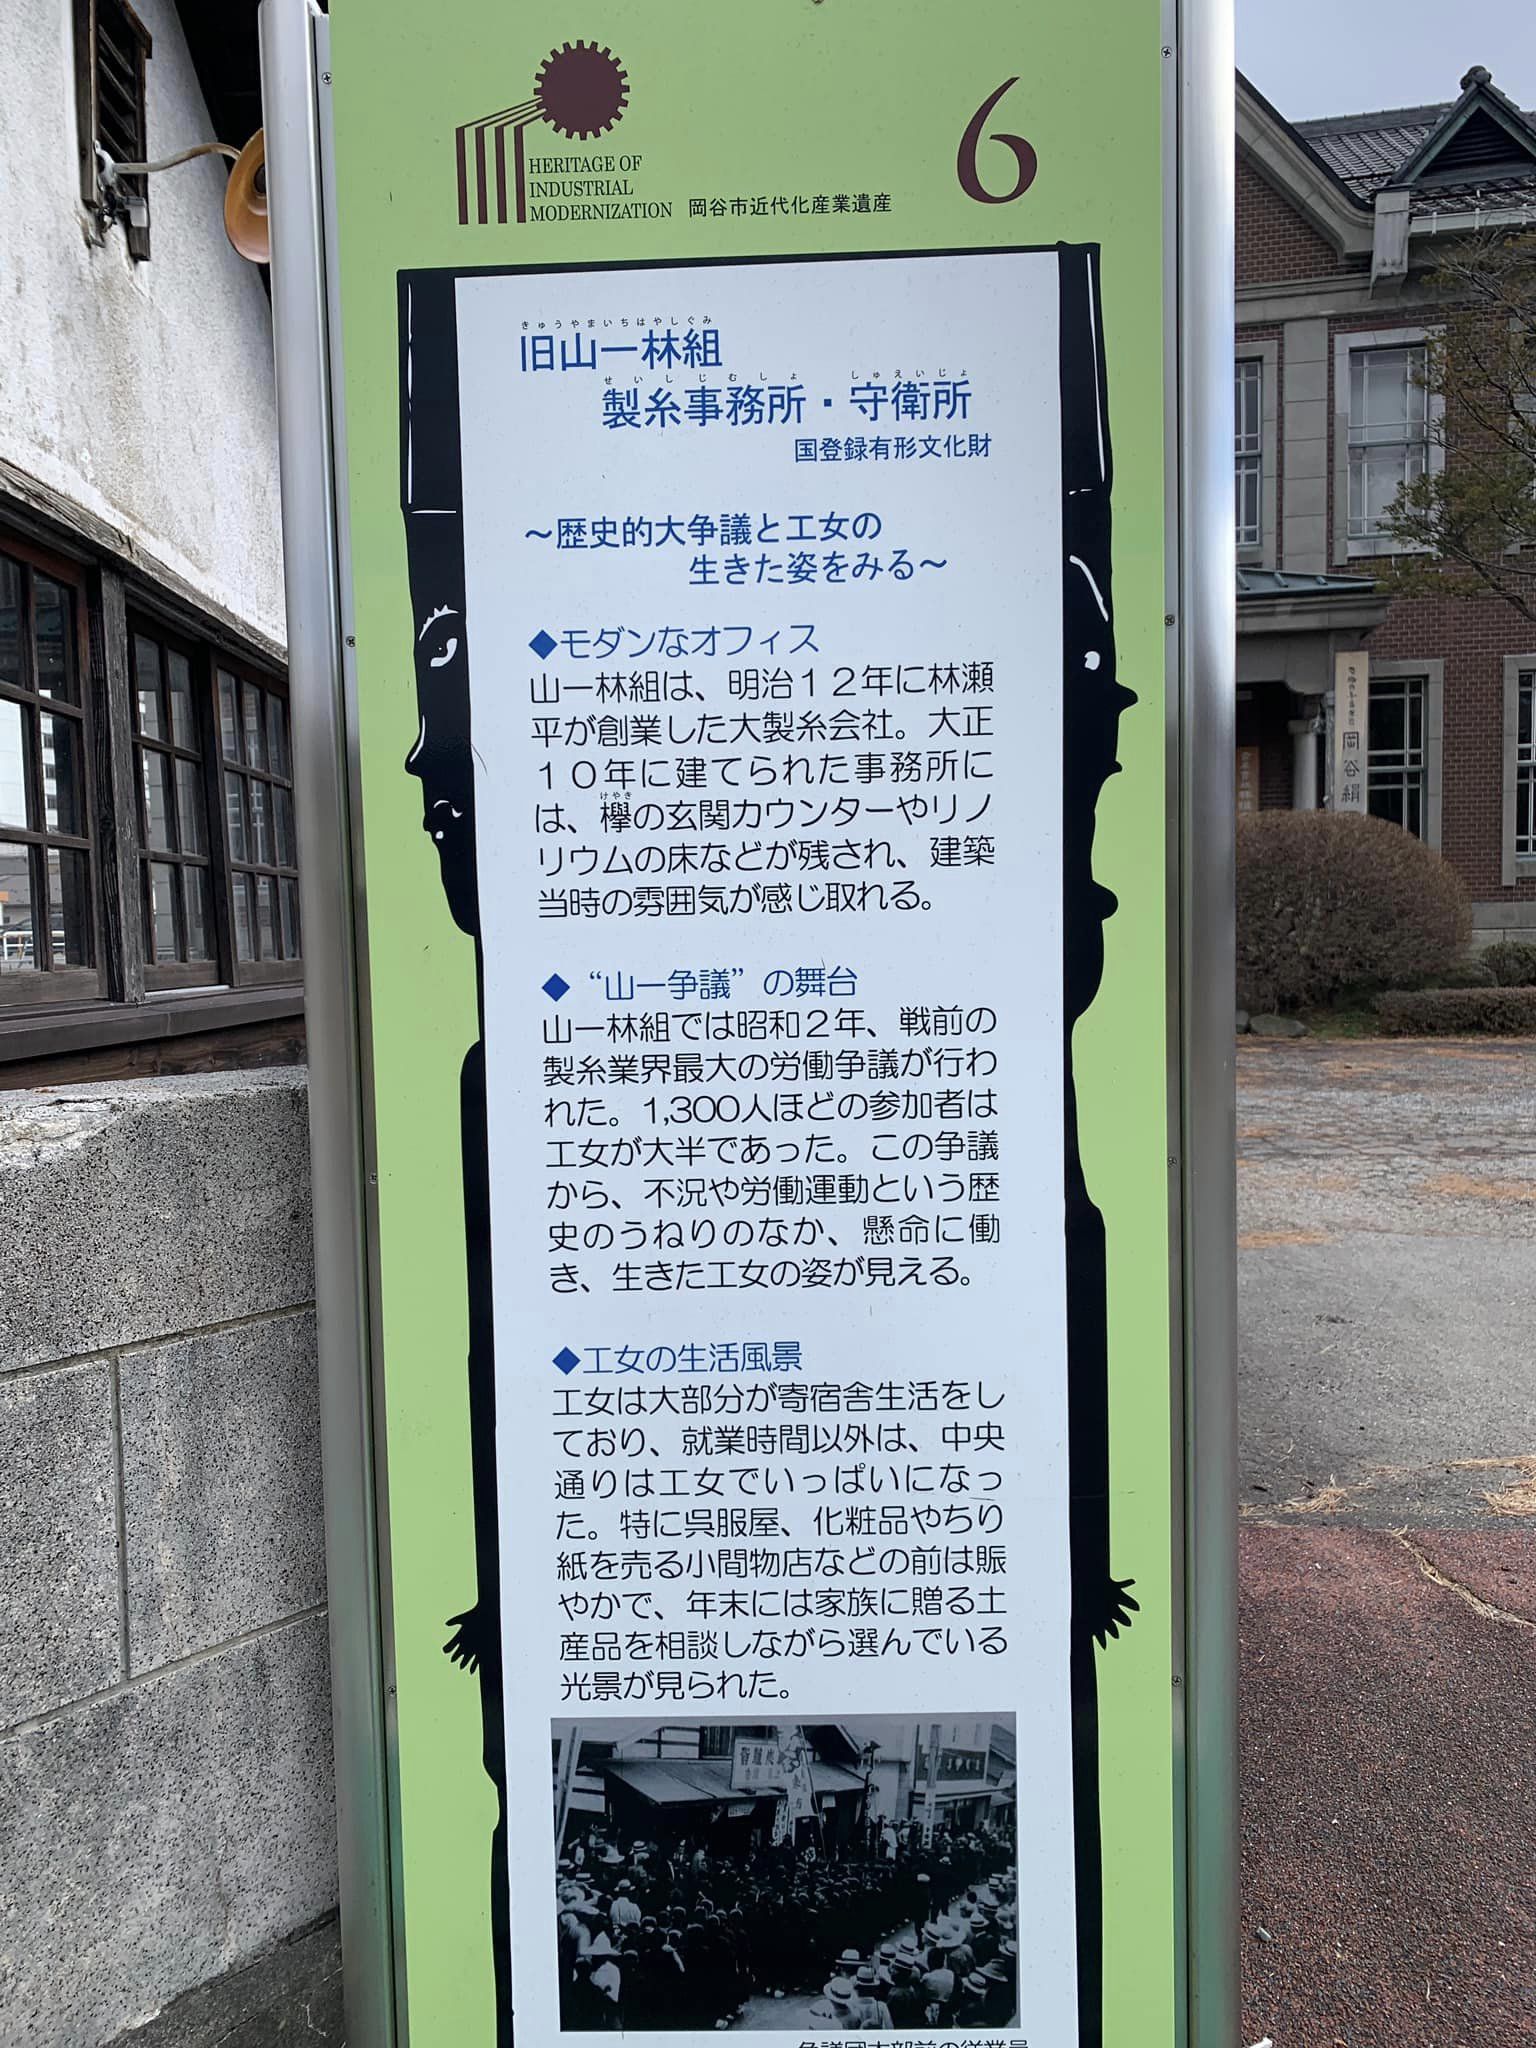 HERITAGE OF
INDUSTRIAL
MODERNIZATION 岡谷市近代化産業遺産
6
きゅうやまいちはやしぐみ
旧山一林組
せいしじむしょ しゅえいじょ
製糸事務所・守衛所
国登録有形文化財
～歴史的大争議と工女の
生きた姿をみる～
◆モダンなオフィス
山一林組は、明治12年に林瀬
平が創業した大製糸会社。大正
10年に建てられた事務所に
けやき
は、欅の玄関カウンターやリノ
リウムの床などが残され、建築
当時の雰囲気が感じ取れる。
◆“山一争議”の舞台
山一林組では昭和2年、戦前の
製糸業界最大の労働争議が行わ
れた。1,300人ほどの参加者は
工女が大半であった。この争議
から、不況や労働運動という歴
史のうねりのなか、懸命に働
き、生きた工女の姿が見える。
◆工女の生活風景
工女は大部分が寄宿舎生活をし
ており、就業時間以外は、中央
通りは工女でいっぱいになっ
た。特に呉服屋、化粧品やちり
紙を売る小間物店などの前は賑
やかで、年末には家族に贈る土
産品を相談しながら選んでいる
光景が見られた。
争議団本部前の従業員
岡谷絹